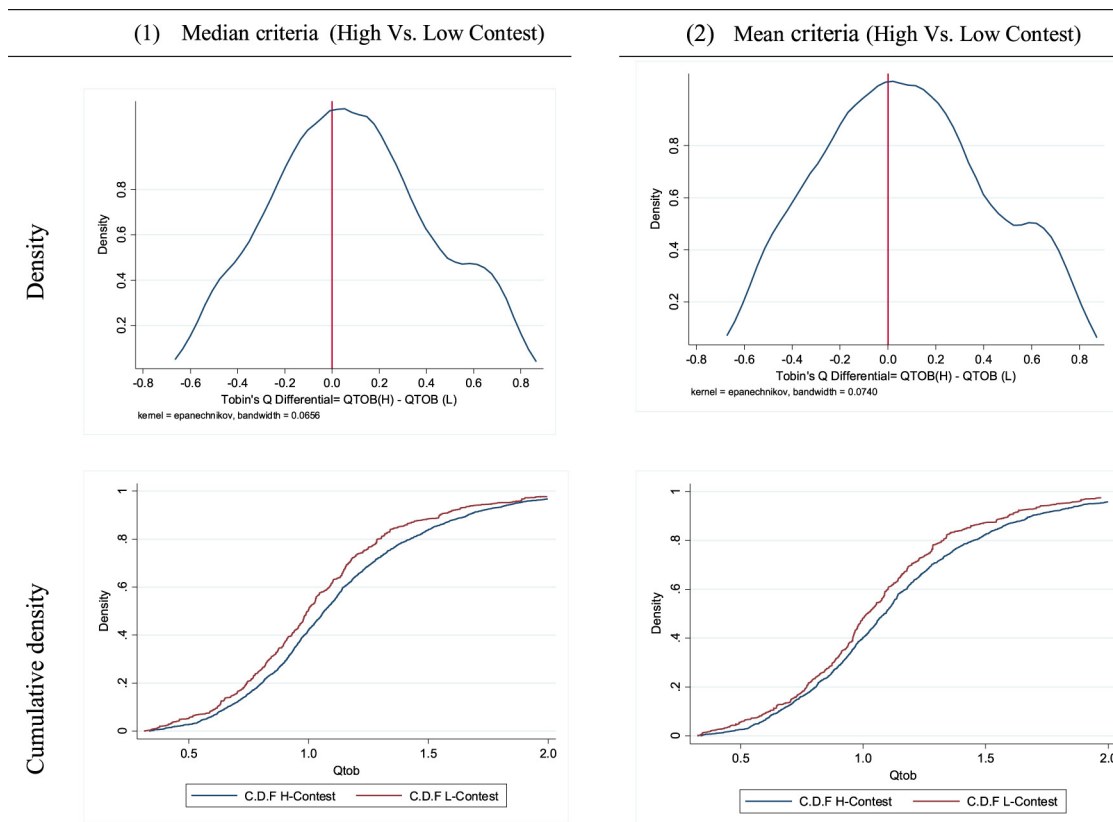 (1) Median criteria (High Vs. Low Contest)
(2) Mean criteria (High Vs. Low Contest)
Density
Density
0.8
0.6
0.4
0.2
-0.8 -0.6 -0.4 -0.2 0.0 0.2 0.4 0.6 0.8
Tobin's Q Differential= QTOB(H) - QTOB (L)
kernel = epanechnikov, bandwidth = 0.0656
Density
0.8
0.6
0.4
0.2
-0.8 -0.6 -0.4 -0.2 0.0 0.2 0.4 0.6 0.8
Tobin's Q Differential= QTOB(H) - QTOB (L)
kernel = epanechnikov, bandwidth = 0.0740
Cumulative density
Density
1
.8
.6
.4
.2
0
0.5 1.0 1.5 2.0
Qtob
C.D.F H-Contest C.D.F L-Contest
Density
1
.8
.6
.4
.2
0
0.5 1.0 1.5 2.0
Qtob
C.D.F H-Contest C.D.F L-Contest